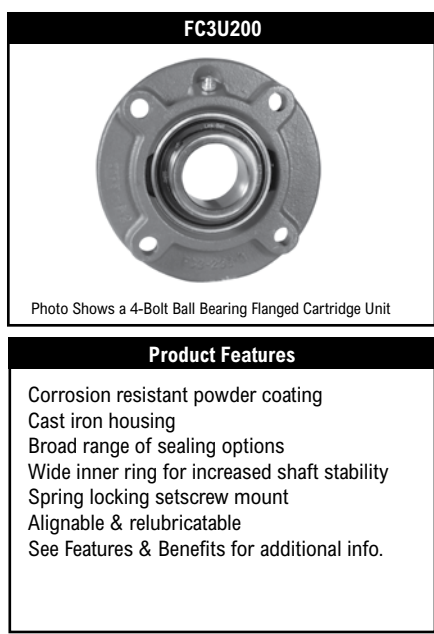 FC3U200
Photo Shows a 4-Bolt Ball Bearing Flanged Cartridge Unit
Product Features
Corrosion resistant powder coating
Cast iron housing
Broad range of sealing options
Wide inner ring for increased shaft stability
Spring locking setscrew mount
Alignable & relubricatable
See Features & Benefits for additional info.